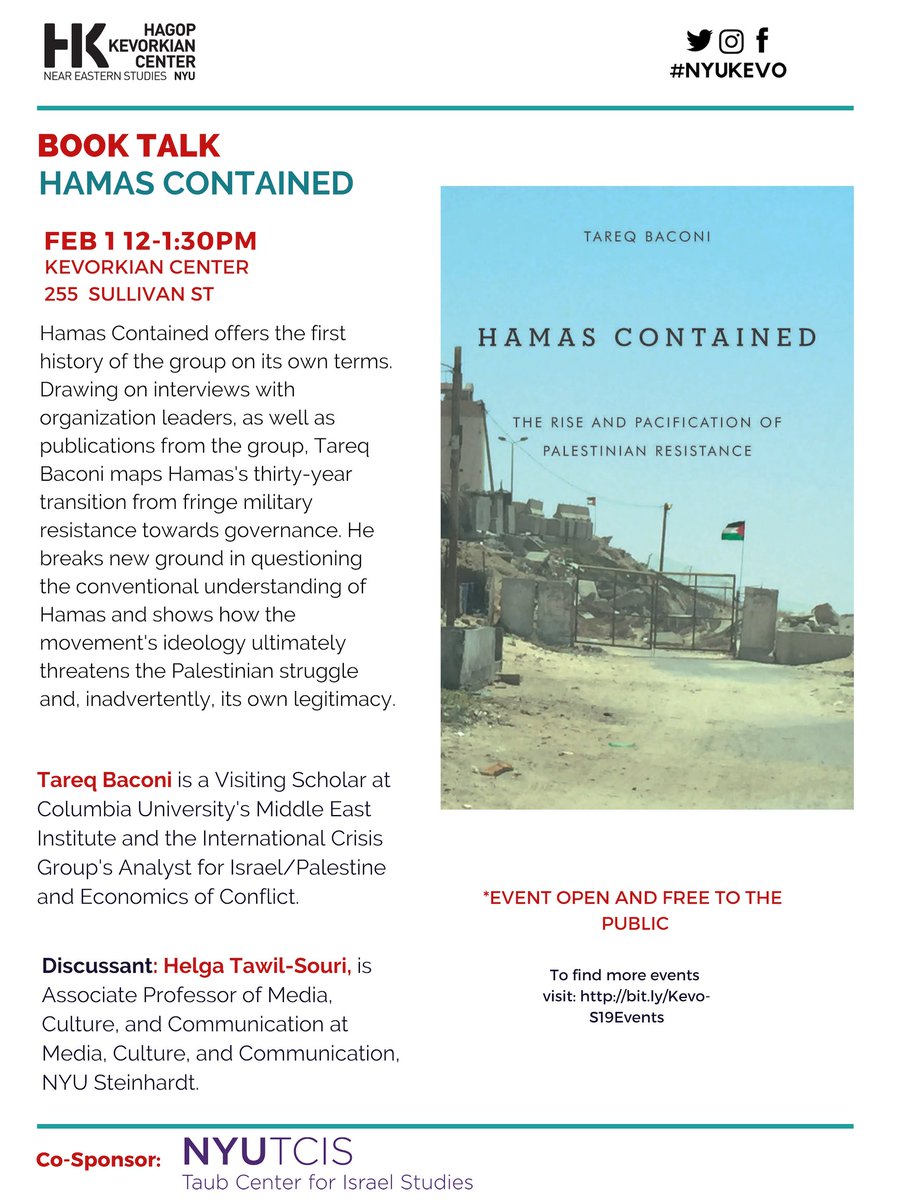 HK
HAGOP
KEVORKIAN
CENTER
NEAR EASTERN STUDIES NYU
#NYUKEVO
BOOK TALK
HAMAS CONTAINED
FEB 1 12-1:30PM
KEVORKIAN CENTER
255 SULLIVAN ST
Hamas Contained offers the first
history of the group on its own terms.
Drawing on interviews with
organization leaders, as well as
publications from the group, Tareq
Baconi maps Hamas's thirty-year
transition from fringe military
resistance towards governance. He
breaks new ground in questioning
the conventional understanding of
Hamas and shows how the
movement's ideology ultimately
threatens the Palestinian struggle
and, inadvertently, its own legitimacy.
Tareq Baconi is a Visiting Scholar at
Columbia University's Middle East
Institute and the International Crisis
Group's Analyst for Israel/Palestine
and Economics of Conflict.
Discussant: Helga Tawil-Souri, is
Associate Professor of Media,
Culture, and Communication at
Media, Culture, and Communication,
NYU Steinhardt.
TAREQ BACONI
HAMAS CONTAINED
THE RISE AND PACIFICATION OF
PALESTINIAN RESISTANCE
*EVENT OPEN AND FREE TO THE
PUBLIC
To find more events
visit: http://bit.ly/Kevo-
S19Events
Co-Sponsor:
NYUTCIS
Taub Center for Israel Studies